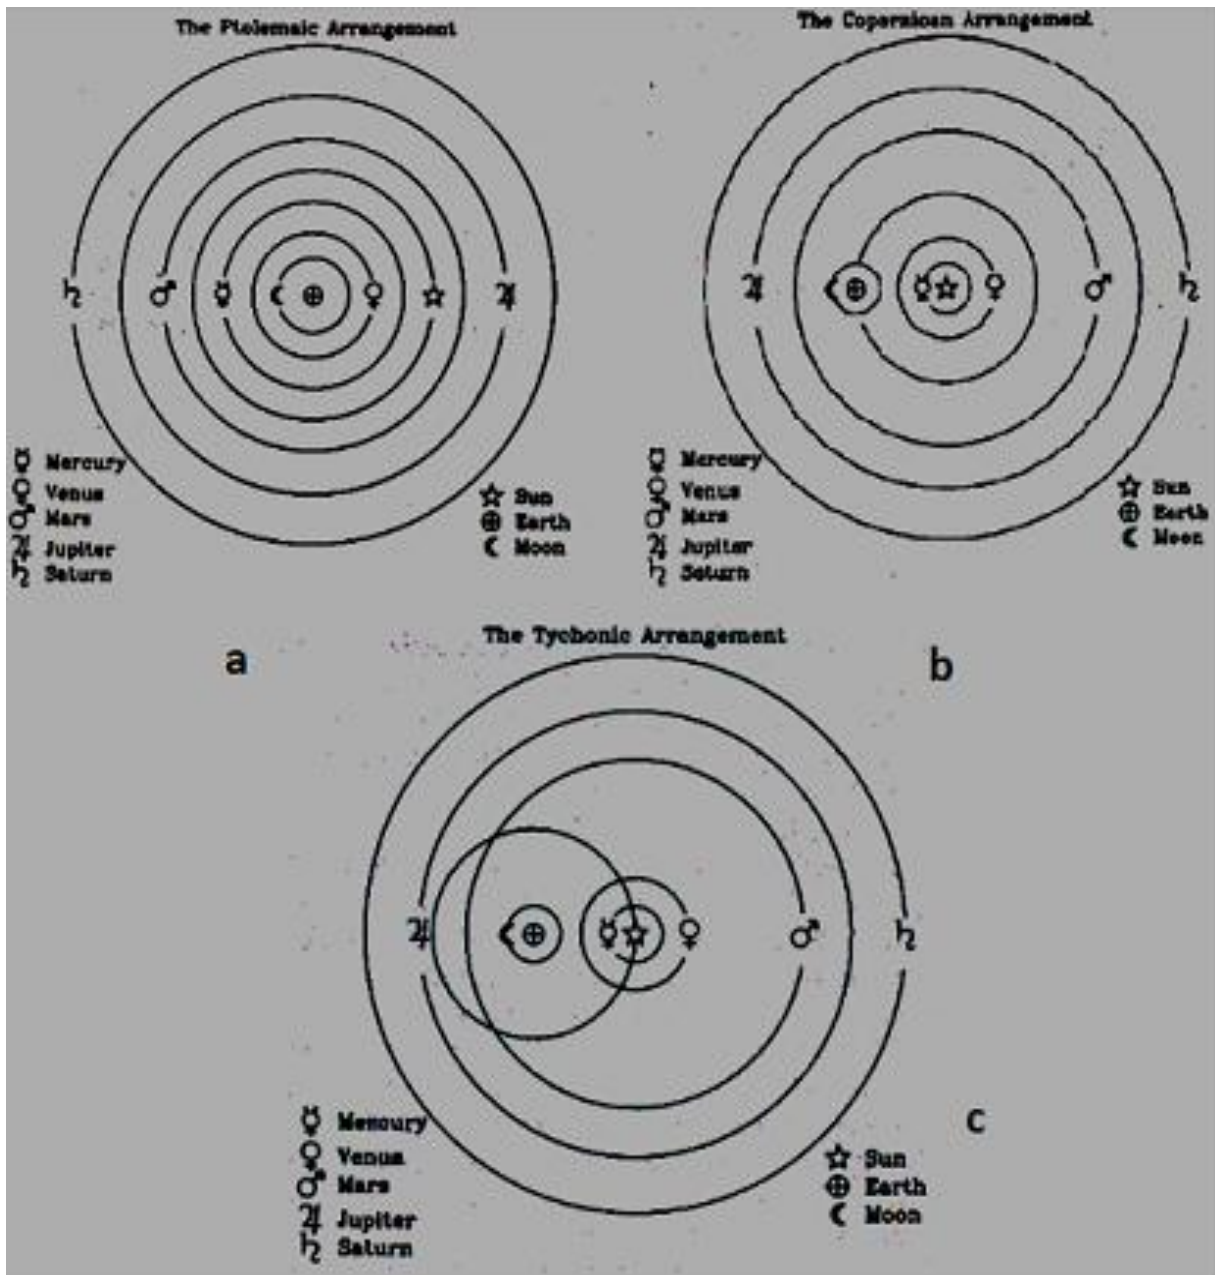 The Ptolemaic Arrangement
☿ Mercury
♀ Venus
♂ Mars
♃ Jupiter
♄ Saturn
☆ Sun
⊕ Earth
☾ Moon
a
The Copernican Arrangement
☿ Mercury
♀ Venus
♂ Mars
♃ Jupiter
♄ Saturn
☆ Sun
⊕ Earth
☾ Moon
b
The Tychonic Arrangement
☿ Mercury
♀ Venus
♂ Mars
♃ Jupiter
♄ Saturn
☆ Sun
⊕ Earth
☾ Moon
c